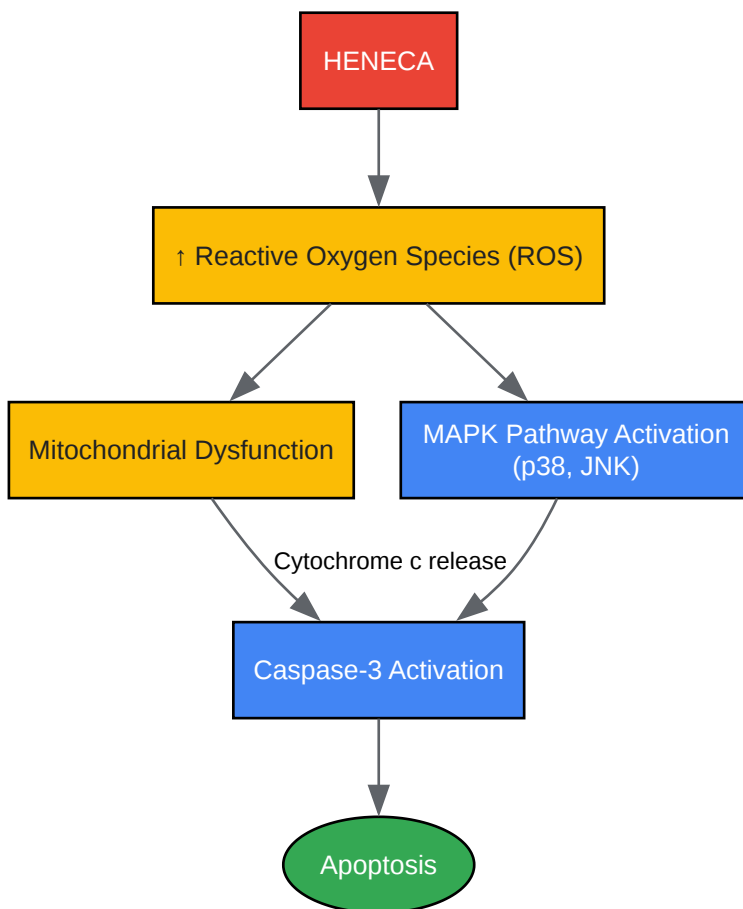 HENECA
↑ Reactive Oxygen Species (ROS)
Mitochondrial Dysfunction
MAPK Pathway Activation
(p38, JNK)
Cytochrome c release
Caspase-3 Activation
Apoptosis